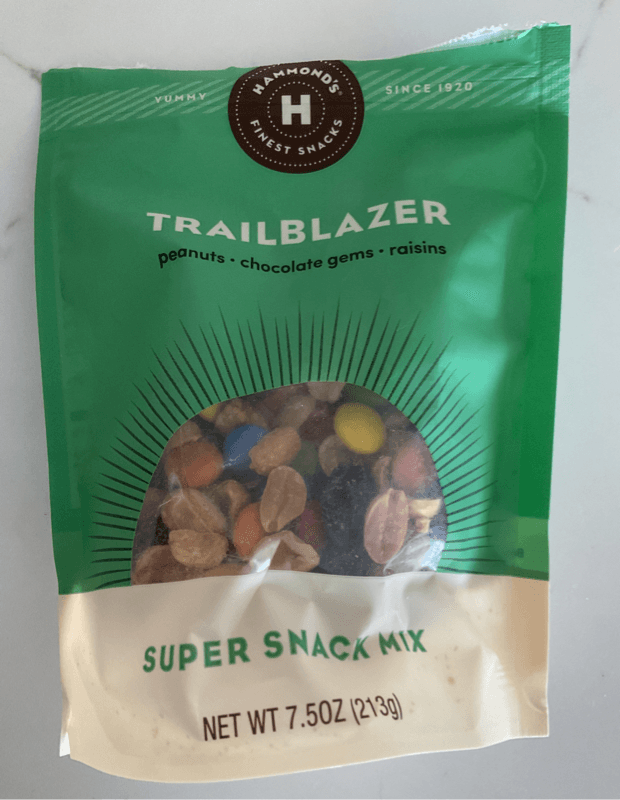 YUMMY
HAMMOND'S®
H
FINEST SNACKS
SINCE 1920
TRAILBLAZER
peanuts • chocolate gems • raisins
SUPER SNACK MIX
NET WT 7.5OZ (213g)